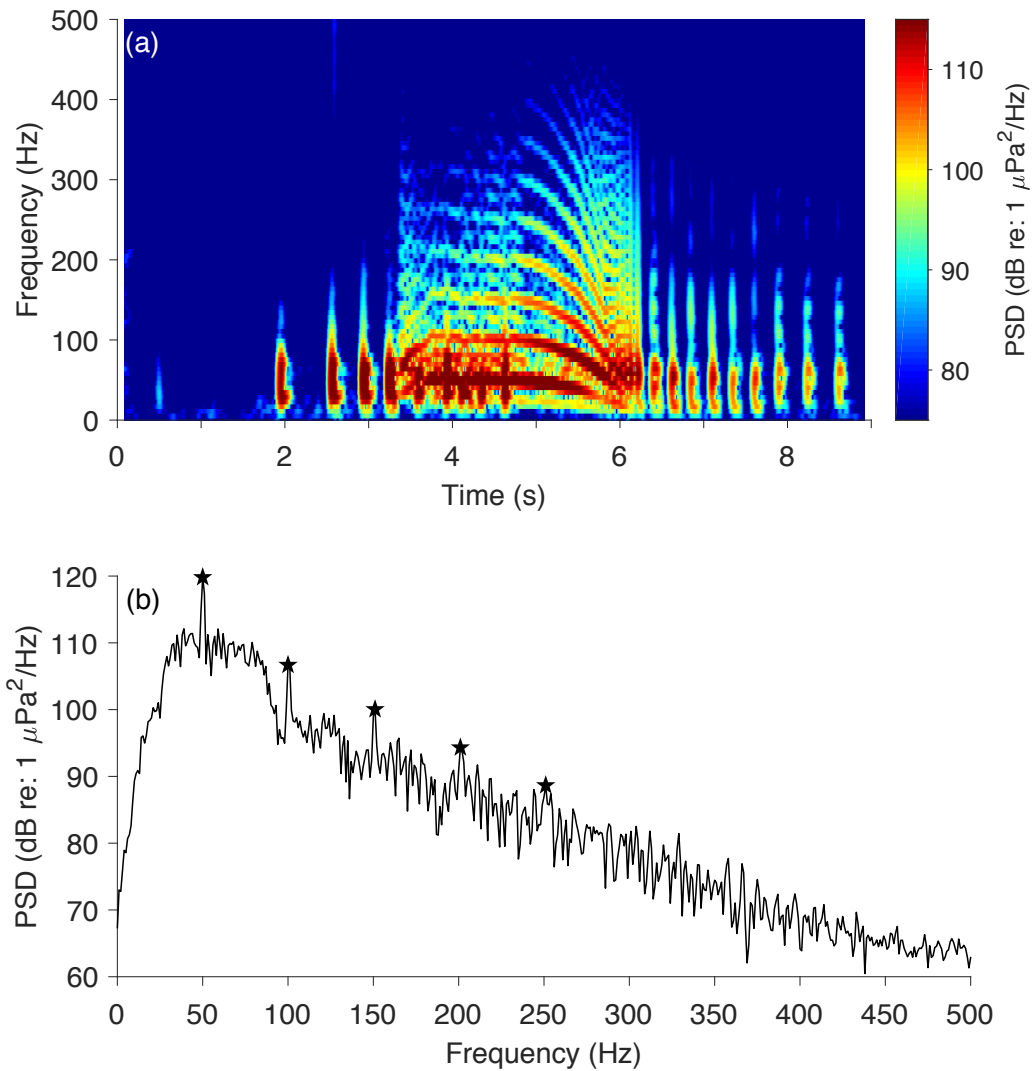 (a)
500
400
300
200
100
0
Frequency (Hz)
0 2 4 6 8
Time (s)
110
100
90
80
PSD (dB re: 1 μPa²/Hz)
(b)
120
110
100
90
80
70
60
PSD (dB re: 1 μPa²/Hz)
0 50 100 150 200 250 300 350 400 450 500
Frequency (Hz)